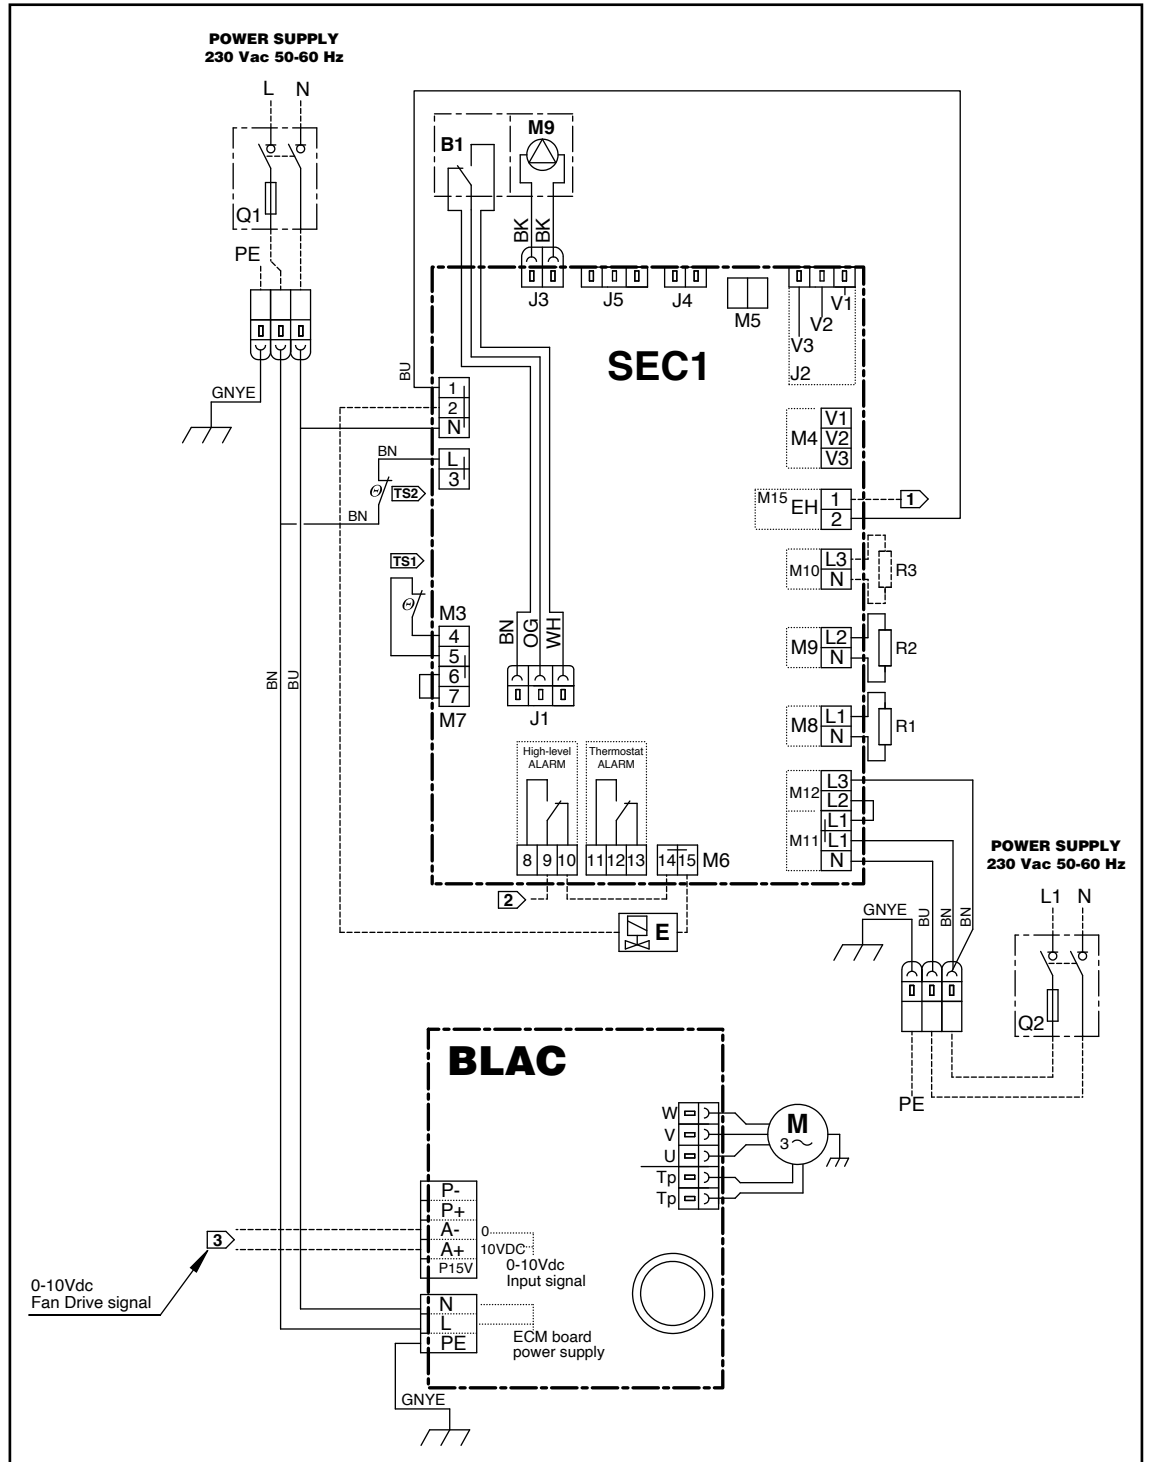 POWER SUPPLY
230 Vac 50-60 Hz
L N
Q1
PE
GNYE
B1
M9
BK
BK
J3
J5
J4
M5
V1
V2
V3
J2
SEC1
BU
1
2
N
L
3
BN
TS2
BN
TS1
M3
4
5
6
7
M7
BN
BU
BN
OG
WH
J1
M4
V1
V2
V3
M15
EH
1
2
1
M10
L3
N
R3
M9
L2
N
R2
M8
L1
N
R1
M12
L3
L2
M11
L1
L1
N
High-level
ALARM
Thermostat
ALARM
8 9 10
11 12 13
14 15
M6
2
E
POWER SUPPLY
230 Vac 50-60 Hz
L1 N
GNYE
BU
BN
BN
Q2
PE
BLAC
W
V
U
Tp
Tp
M
3
P-
P+
A-
A+
P15V
0
10VDC
0-10Vdc
Input signal
3
0-10Vdc
Fan Drive signal
N
L
PE
ECM board
power supply
GNYE